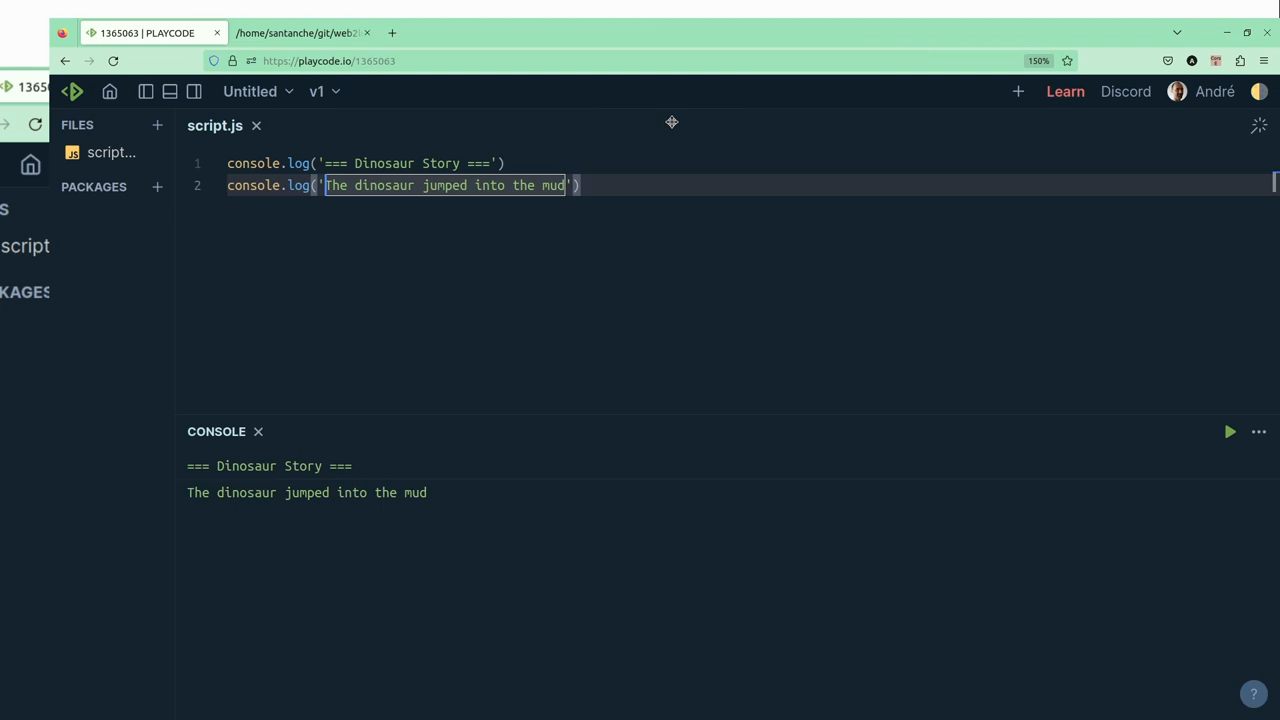 1365063 | PLAYCODE
/home/santanche/git/web2l
https://playcode.io/1365063
150%
1365
Untitled
v1
Learn
Discord
André
FILES
script.js
script...
PACKAGES
1 console.log('=== Dinosaur Story ===')
2 console.log('The dinosaur jumped into the mud')
S
script
KAGES
CONSOLE
=== Dinosaur Story ===
The dinosaur jumped into the mud